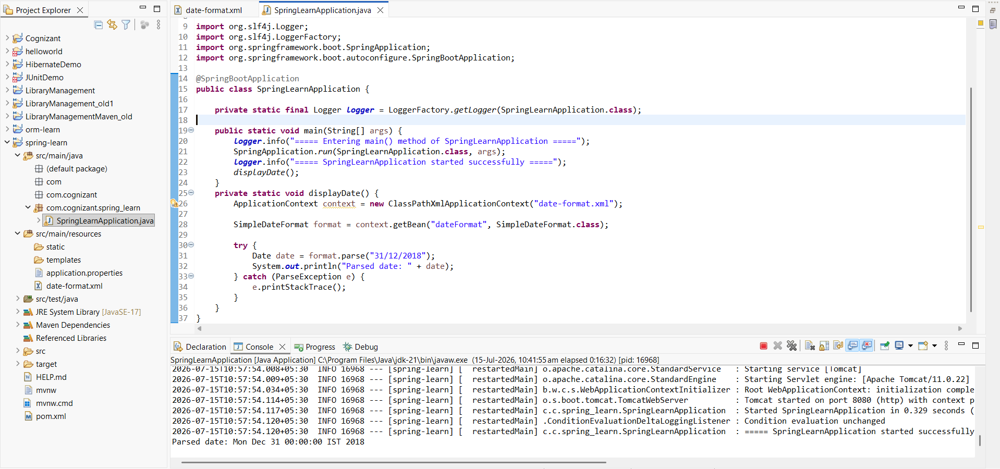 Project Explorer
Cognizant
helloworld
HibernateDemo
JUnitDemo
LibraryManagement
LibraryManagement_old1
LibraryManagementMaven_old
orm-learn
spring-learn
src/main/java
(default package)
com
com.cognizant
com.cognizant.spring_learn
SpringLearnApplication.java
src/main/resources
static
templates
application.properties
date-format.xml
src/test/java
JRE System Library [JavaSE-17]
Maven Dependencies
Referenced Libraries
src
target
HELP.md
mvnw
mvnw.cmd
pom.xml
date-format.xml
SpringLearnApplication.java
9 import org.slf4j.Logger;
10 import org.slf4j.LoggerFactory;
11 import org.springframework.boot.SpringApplication;
12 import org.springframework.boot.autoconfigure.SpringBootApplication;
13
14 @SpringBootApplication
15 public class SpringLearnApplication {
16
17     private static final Logger logger = LoggerFactory.getLogger(SpringLearnApplication.class);
18
19     public static void main(String[] args) {
20         logger.info("===== Entering main() method of SpringLearnApplication =====");
21         SpringApplication.run(SpringLearnApplication.class, args);
22         logger.info("===== SpringLearnApplication started successfully =====");
23         displayDate();
24     }
25     private static void displayDate() {
26         ApplicationContext context = new ClassPathXmlApplicationContext("date-format.xml");
27
28         SimpleDateFormat format = context.getBean("dateFormat", SimpleDateFormat.class);
29
30         try {
31             Date date = format.parse("31/12/2018");
32             System.out.println("Parsed date: " + date);
33         } catch (ParseException e) {
34             e.printStackTrace();
35         }
36     }
37 }
Declaration
Console
Progress
Debug
SpringLearnApplication [Java Application] C:\Program Files\Java\jdk-21\bin\javaw.exe (15-Jul-2026, 10:41:55 am elapsed 0:16:32) [pid: 16968]
2026-07-15T10:57:54.008+05:30  INFO 16968 --- [spring-learn] [  restartedMain] o.apache.catalina.core.StandardService   : Starting service [Tomcat]
2026-07-15T10:57:54.009+05:30  INFO 16968 --- [spring-learn] [  restartedMain] o.apache.catalina.core.StandardEngine    : Starting Servlet engine: [Apache Tomcat/11.0.22]
2026-07-15T10:57:54.034+05:30  INFO 16968 --- [spring-learn] [  restartedMain] b.w.c.s.WebApplicationContextInitializer : Root WebApplicationContext: initialization comple
2026-07-15T10:57:54.114+05:30  INFO 16968 --- [spring-learn] [  restartedMain] o.s.boot.tomcat.TomcatWebServer          : Tomcat started on port 8080 (http) with context p
2026-07-15T10:57:54.117+05:30  INFO 16968 --- [spring-learn] [  restartedMain] c.c.spring_learn.SpringLearnApplication  : Started SpringLearnApplication in 0.329 seconds (
2026-07-15T10:57:54.120+05:30  INFO 16968 --- [spring-learn] [  restartedMain] .ConditionEvaluationDeltaLoggingListener : Condition evaluation unchanged
2026-07-15T10:57:54.120+05:30  INFO 16968 --- [spring-learn] [  restartedMain] c.c.spring_learn.SpringLearnApplication  : ===== SpringLearnApplication started successfully
Parsed date: Mon Dec 31 00:00:00 IST 2018